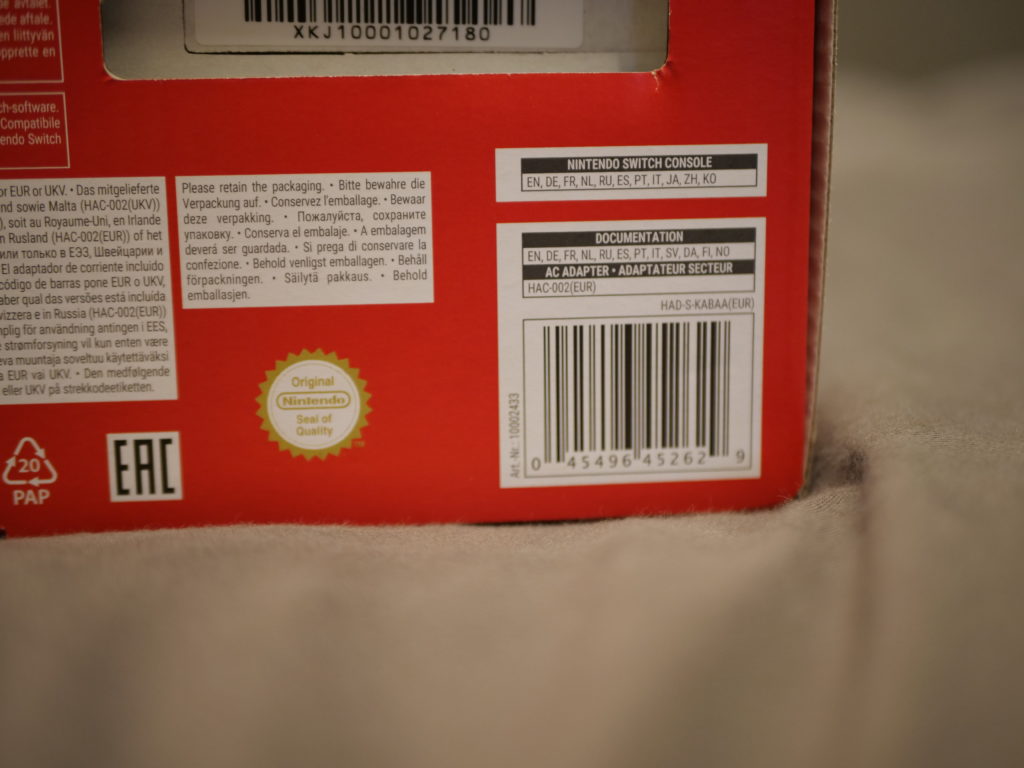 avtalet.
ede aftale.
en liittyvän
opprette en
ch-software.
Compatibile
endo Switch
XKJ10001027180
or EUR or UKV. • Das mitgelieferte
nd sowie Malta (HAC-002(UKV))
), soit au Royaume-Uni, en Irlande
n Rusland (HAC-002(EUR)) of het
или только в ЕЭЗ, Швейцарии и
El adaptador de corriente incluido
código de barras pone EUR o UKV,
aber qual das versões está incluida
vizzera e in Russia (HAC-002(EUR))
nplig för användning antingen i EES,
e strømforsyning vil kun enten være
eva muuntaja soveltuu käytettäväksi
a EUR vai UKV. • Den medfølgende
eller UKV på strekkodeetiketten.
Please retain the packaging. • Bitte bewahre die
Verpackung auf. • Conservez l'emballage. • Bewaar
deze verpakking. • Пожалуйста, сохраните
упаковку. • Conserva el embalaje. • A embalagem
deverá ser guardada. • Si prega di conservare la
confezione. • Behold venligst emballagen. • Behåll
förpackningen. • Säilytä pakkaus. • Behold
emballasjen.
NINTENDO SWITCH CONSOLE
EN, DE, FR, NL, RU, ES, PT, IT, JA, ZH, KO
DOCUMENTATION
EN, DE, FR, NL, RU, ES, PT, IT, SV, DA, FI, NO
AC ADAPTER • ADAPTATEUR SECTEUR
HAC-002(EUR)
HAD-S-KABAA(EUR)
Art.-Nr.: 10002433
0 45496 45262 9
Original
Nintendo
Seal of
Quality
TM
20
PAP
EAC